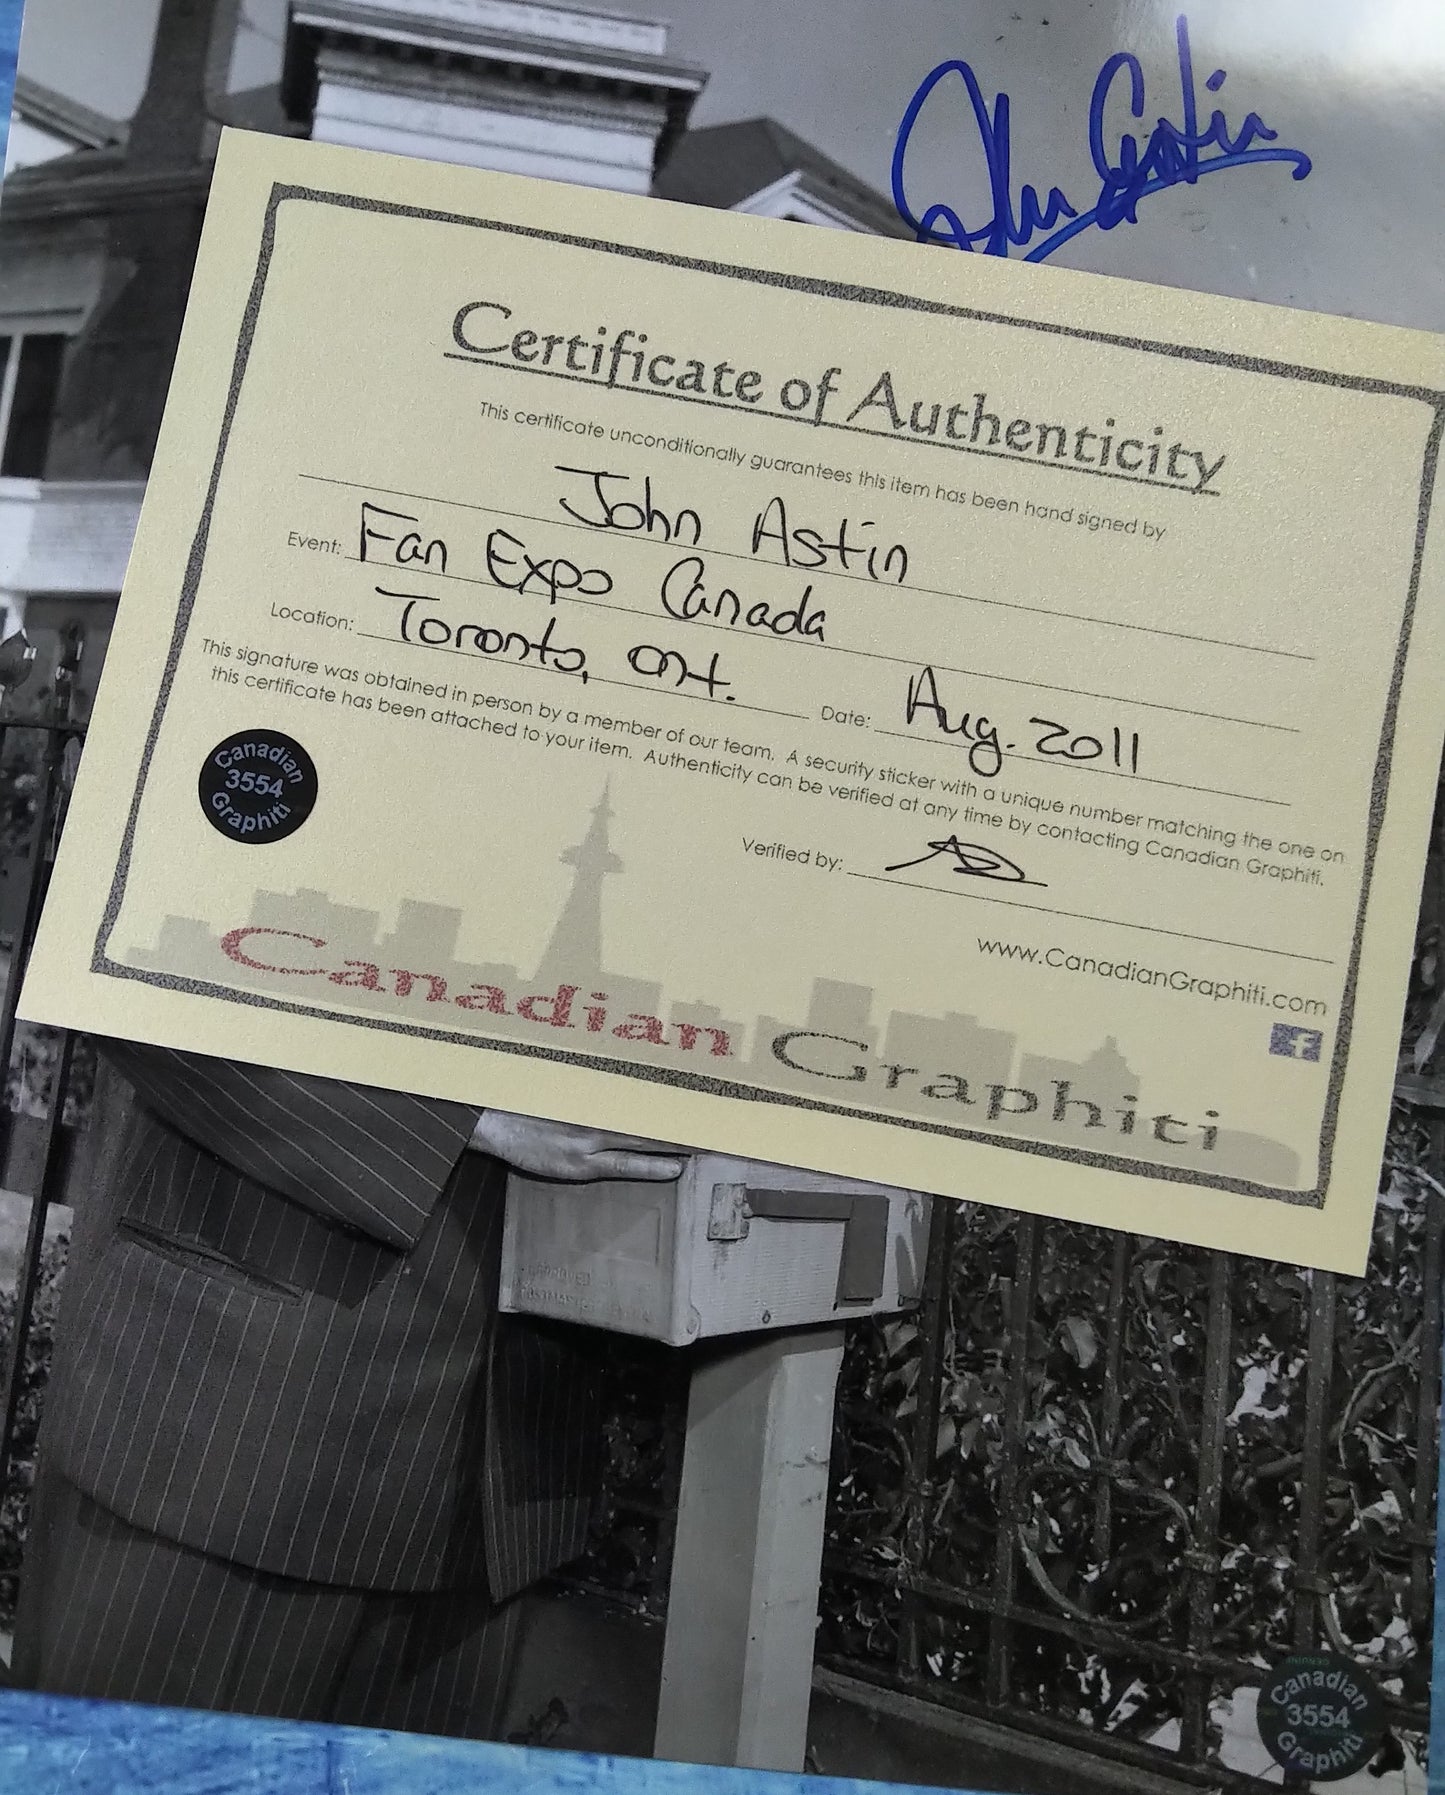 John Astin
Certificate of Authenticity
This certificate unconditionally guarantees this item has been hand signed by
John Astin
Event: Fan Expo Canada
Location: Toronto, Ont. Date: Aug. 2011
This signature was obtained in person by a member of our team. A security sticker with a unique number matching the one on
this certificate has been attached to your item. Authenticity can be verified at any time by contacting Canadian Graphiti.
Canadian
3554
Graphiti
Verified by:
www.CanadianGraphiti.com
f
Canadian Graphiti
Canadian
3554
Graphiti